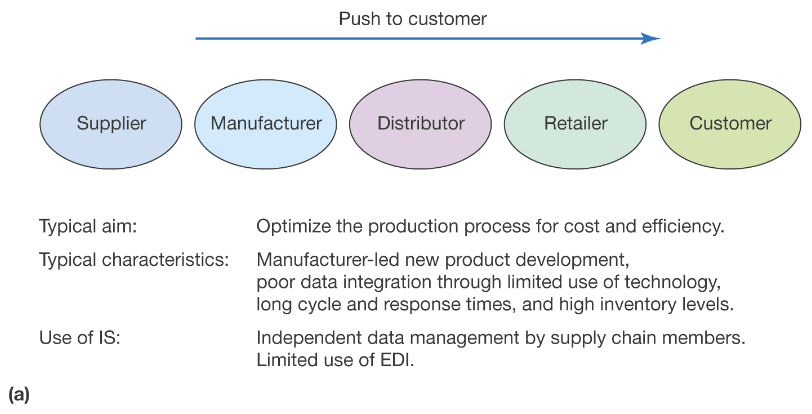 Push to customer
Supplier
Manufacturer
Distributor
Retailer
Customer
Typical aim: Optimize the production process for cost and efficiency.
Typical characteristics: Manufacturer-led new product development,
poor data integration through limited use of technology,
long cycle and response times, and high inventory levels.
Use of IS: Independent data management by supply chain members.
Limited use of EDI.
(a)